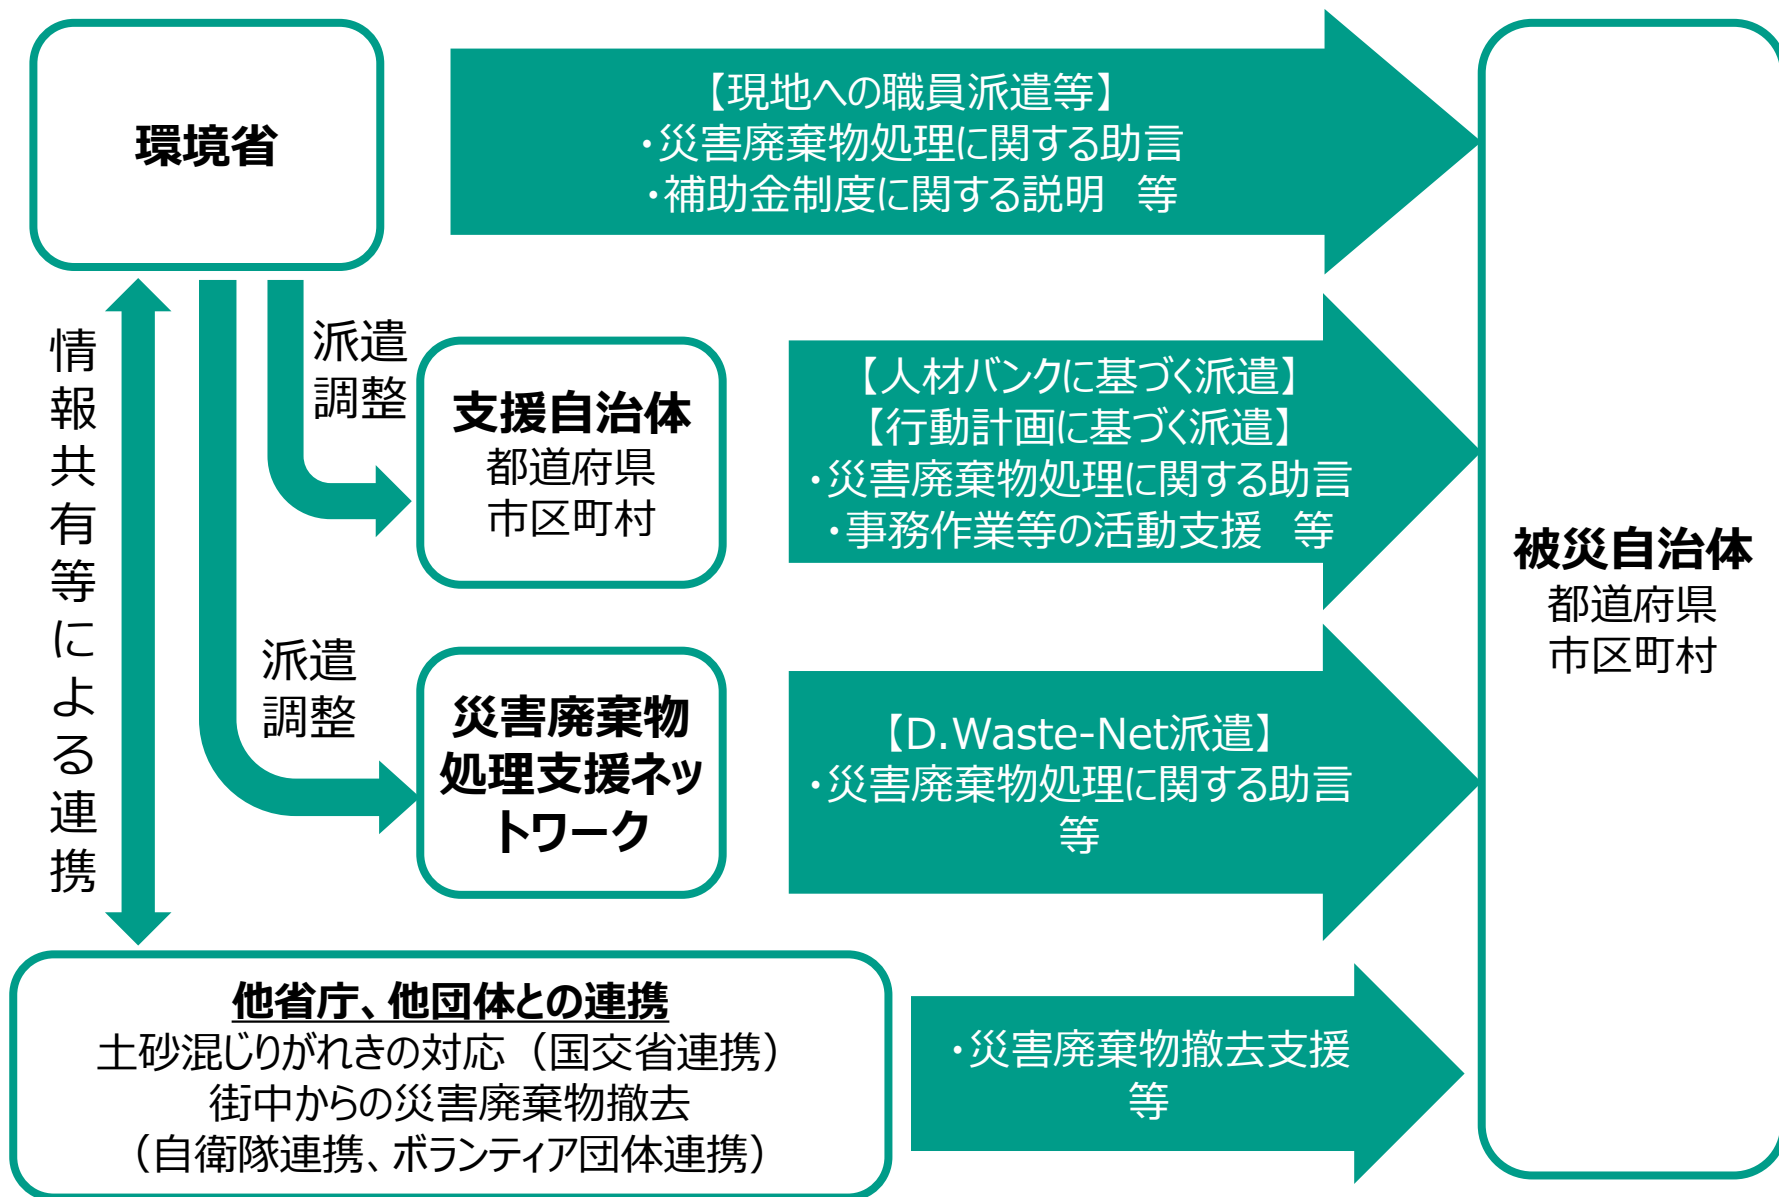 環境省
【現地への職員派遣等】
・災害廃棄物処理に関する助言
・補助金制度に関する説明　等
情報共有等による連携
派遣
調整
支援自治体
都道府県
市区町村
【人材バンクに基づく派遣】
【行動計画に基づく派遣】
・災害廃棄物処理に関する助言
・事務作業等の活動支援　等
派遣
調整
災害廃棄物
処理支援ネッ
トワーク
【D.Waste-Net派遣】
・災害廃棄物処理に関する助言
等
被災自治体
都道府県
市区町村
他省庁、他団体との連携
土砂混じりがれきの対応（国交省連携）
街中からの災害廃棄物撤去
（自衛隊連携、ボランティア団体連携）
・災害廃棄物撤去支援
等